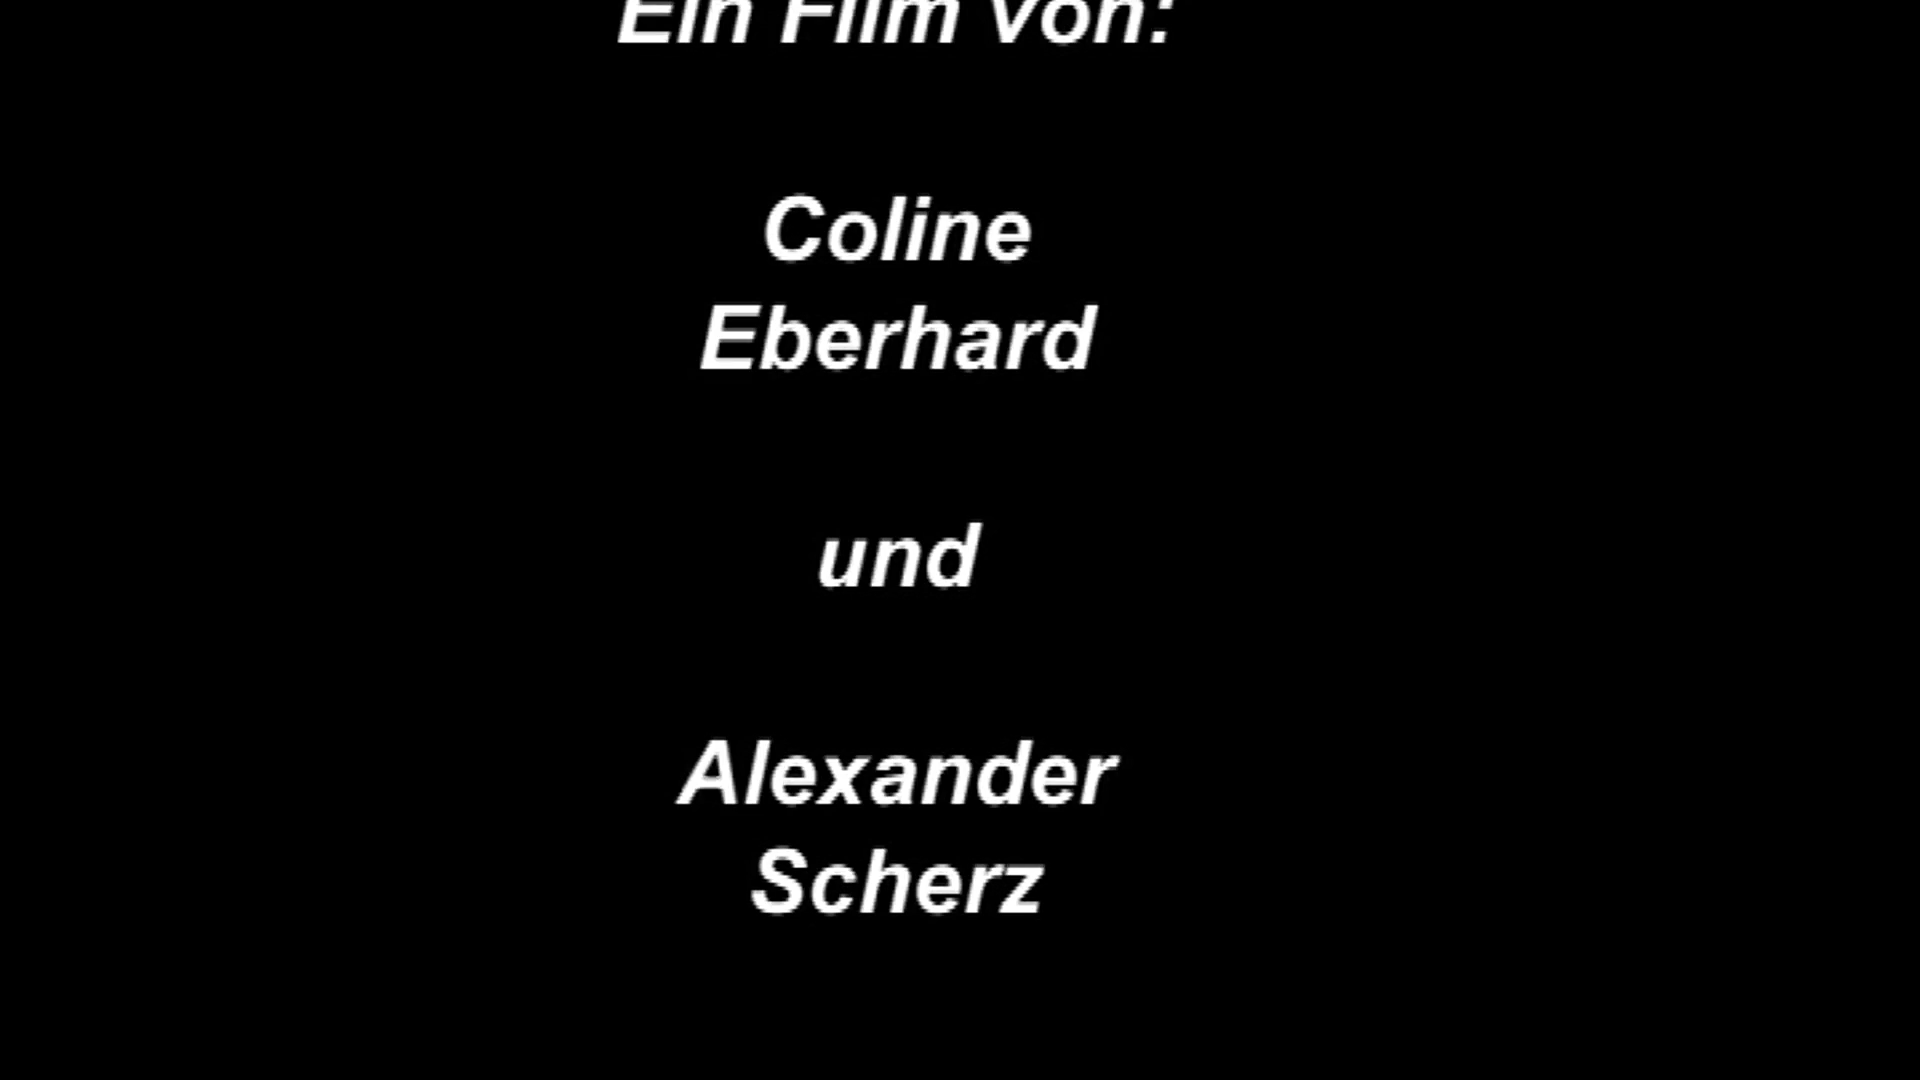 Ein Film von:
Coline
Eberhard
und
Alexander
Scherz